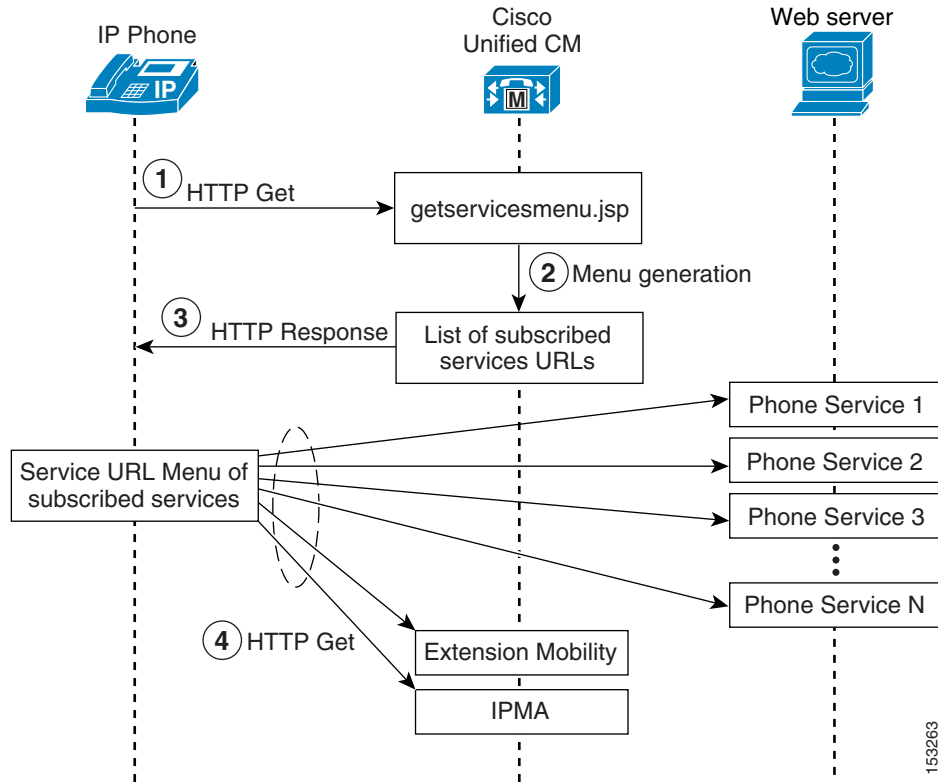 IP Phone
Cisco
Unified CM
Web server
IP
M
1
HTTP Get
getservicesmenu.jsp
2
Menu generation
3
HTTP Response
List of subscribed
services URLs
Phone Service 1
Service URL Menu of
subscribed services
Phone Service 2
Phone Service 3
Phone Service N
4
HTTP Get
Extension Mobility
IPMA
153263